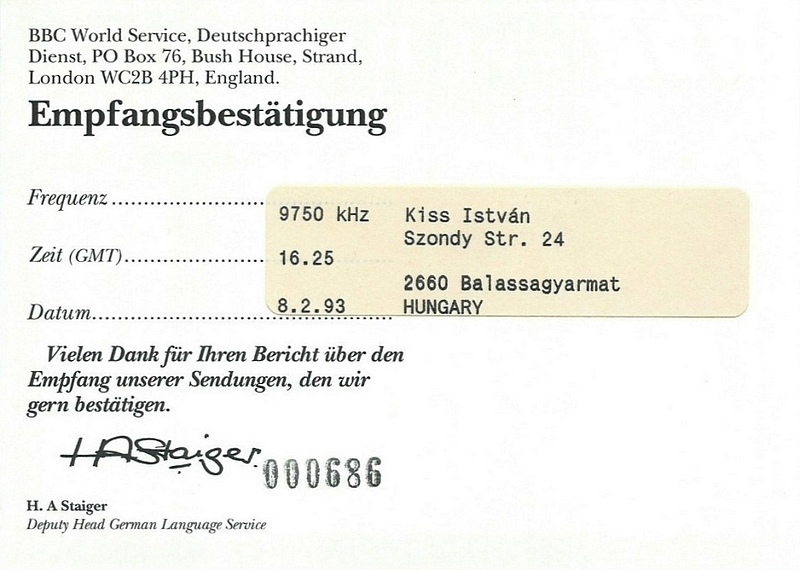 BBC World Service, Deutschprachiger
Dienst, PO Box 76, Bush House, Strand,
London WC2B 4PH, England.
Empfangsbestätigung
Frequenz
9750 kHz
Zeit (GMT)
16.25
Datum
8.2.93
Kiss István
Szondy Str. 24
2660 Balassagyarmat
HUNGARY
Vielen Dank für Ihren Bericht über den
Empfang unserer Sendungen, den wir
gern bestätigen.
HAStaiger.
000686
H. A Staiger
Deputy Head German Language Service